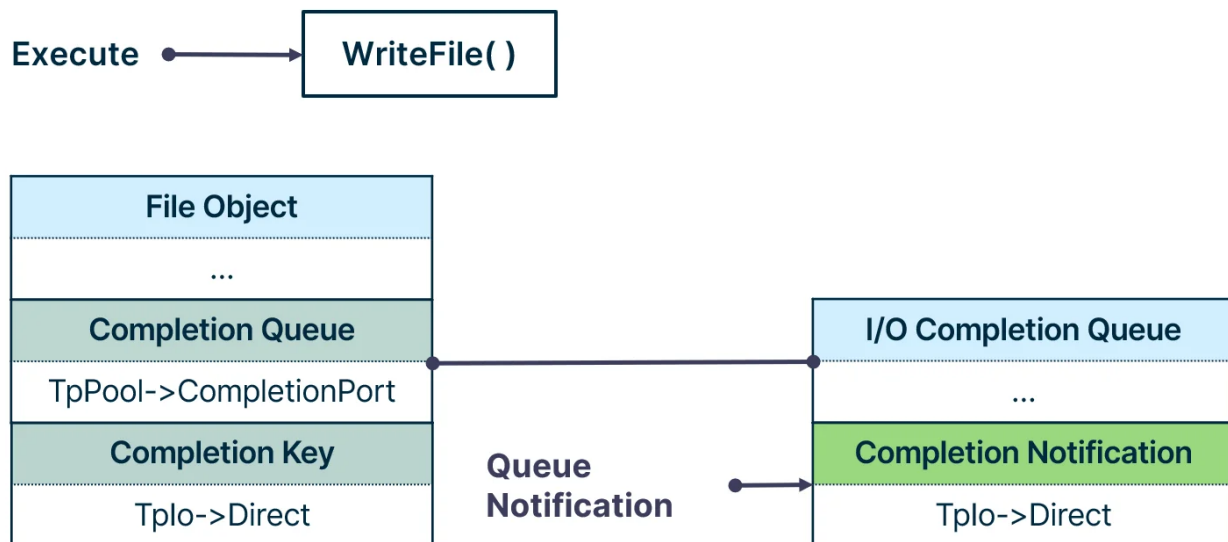 Execute
WriteFile( )
File Object
...
Completion Queue
TpPool->CompletionPort
Completion Key
TpIo->Direct
Queue
Notification
I/O Completion Queue
...
Completion Notification
TpIo->Direct